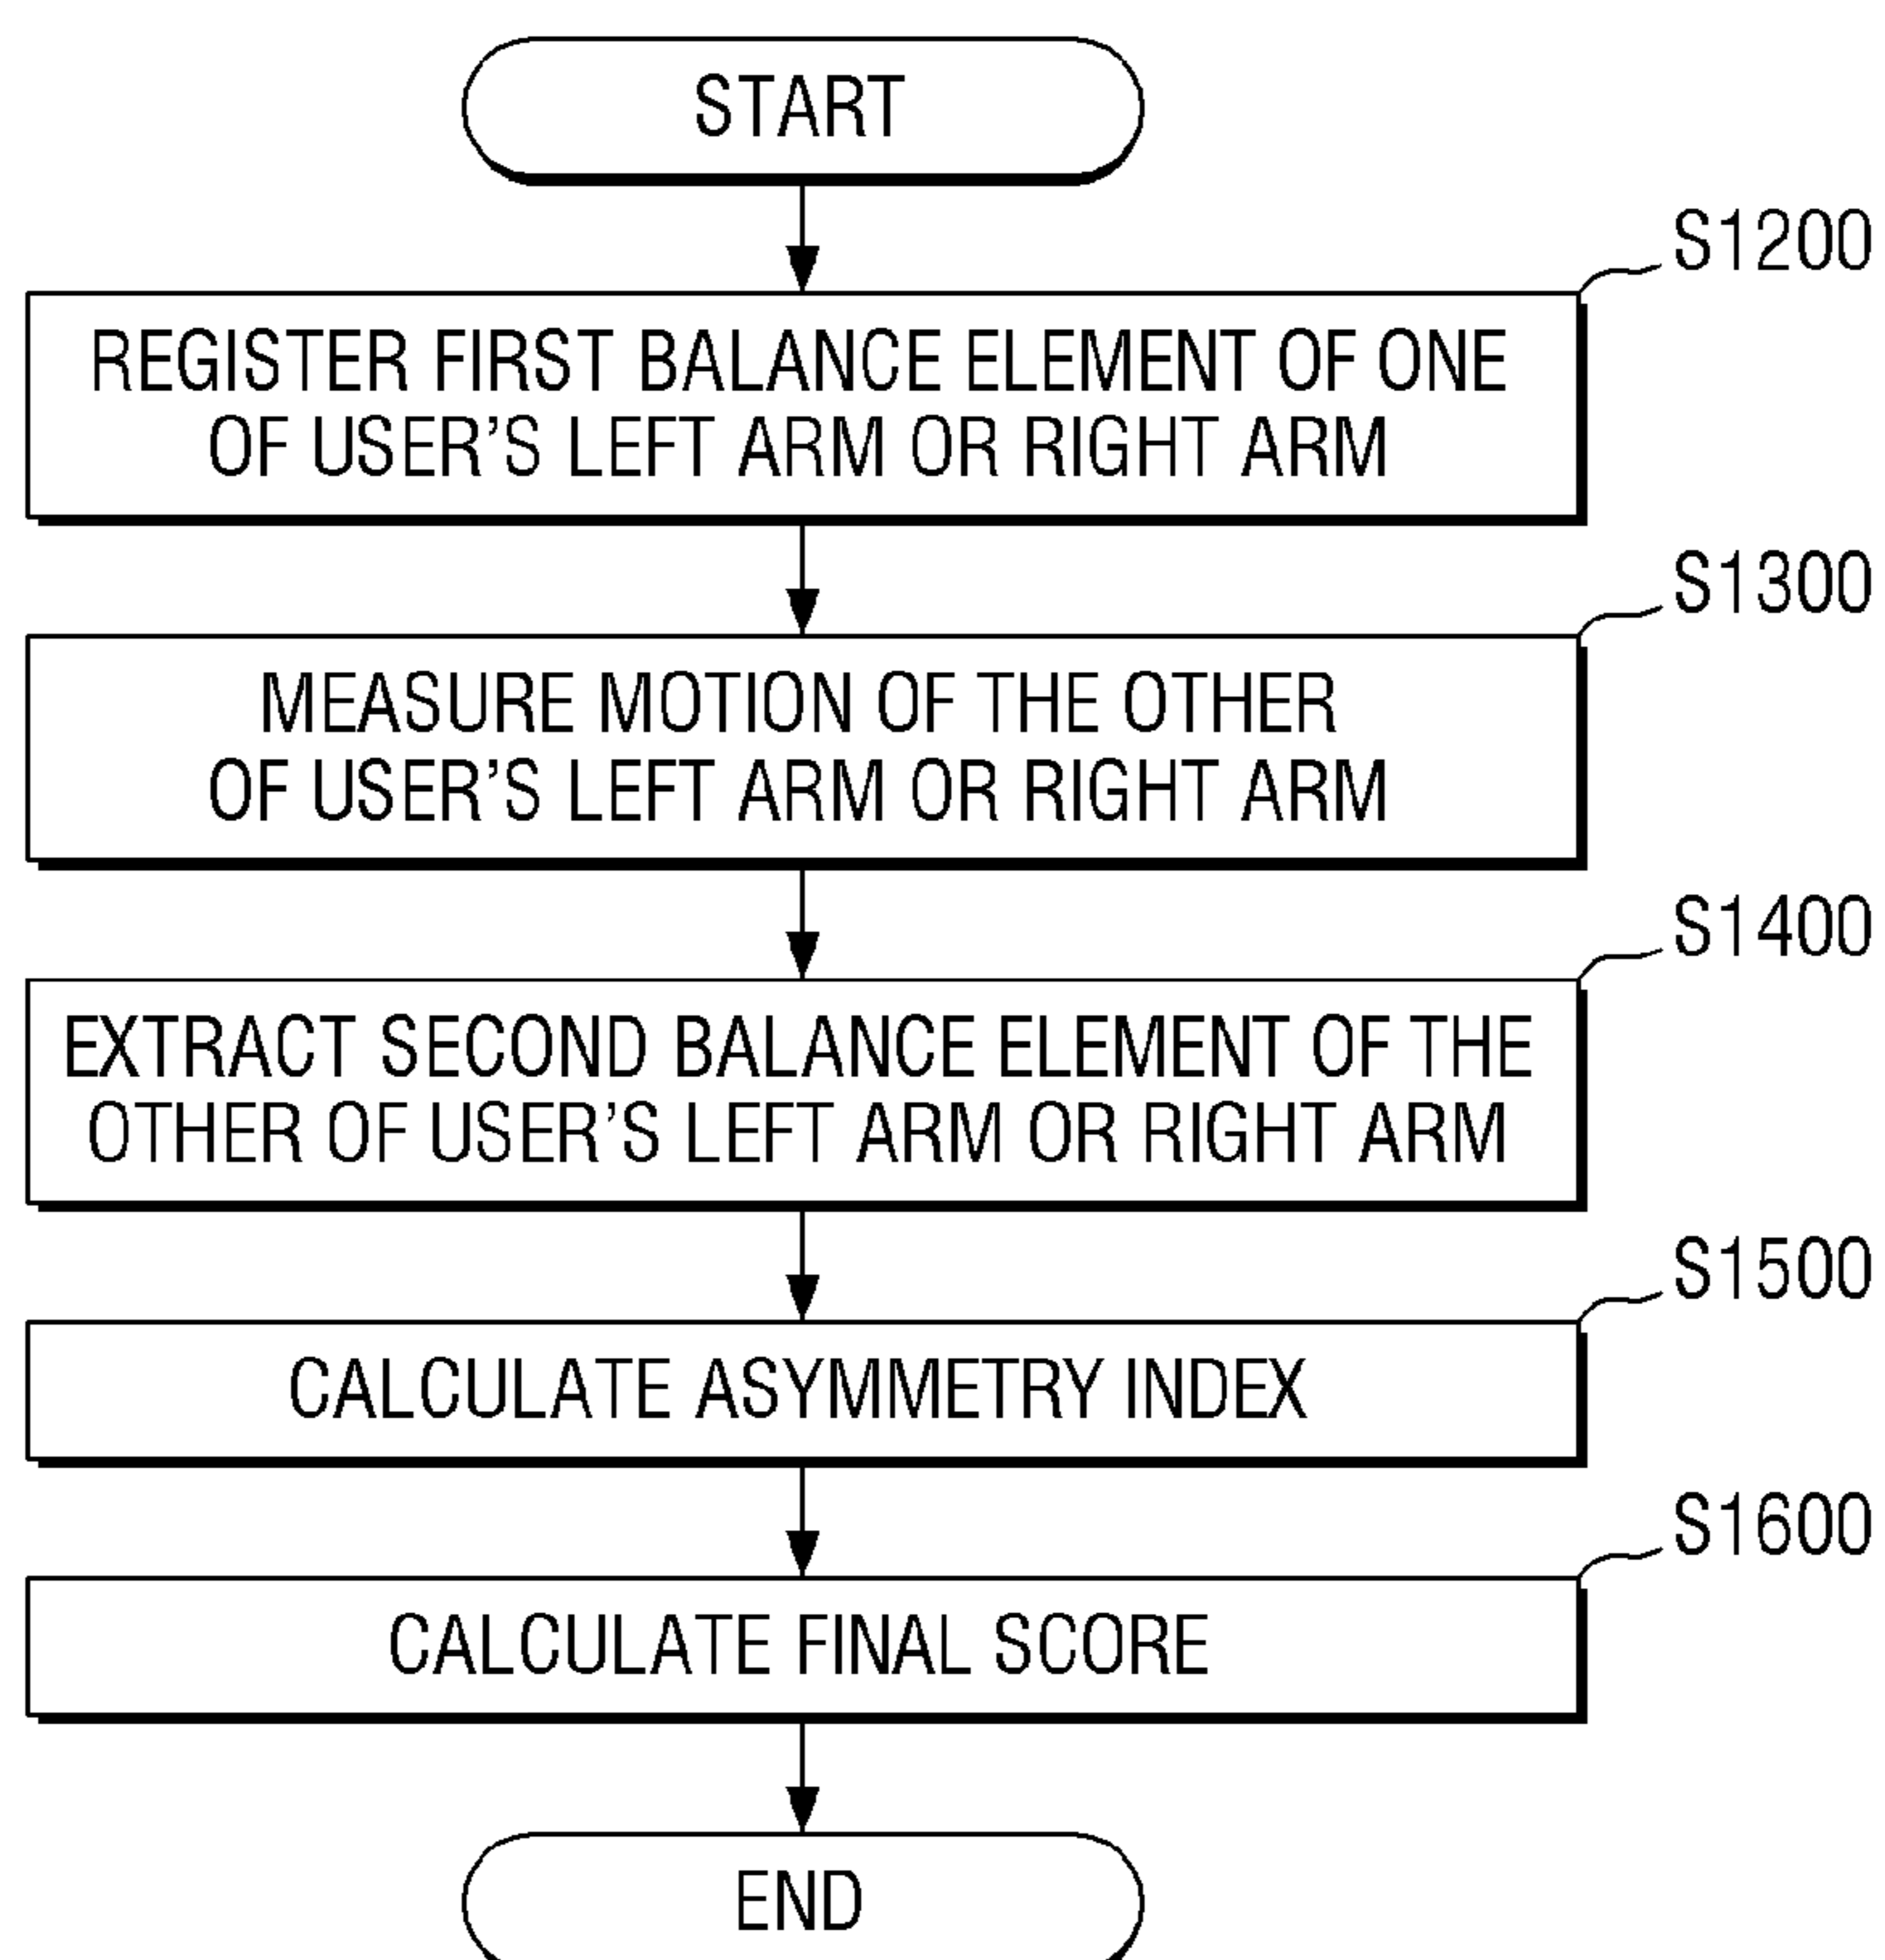 START
S1200
REGISTER FIRST BALANCE ELEMENT OF ONE
OF USER'S LEFT ARM OR RIGHT ARM
S1300
MEASURE MOTION OF THE OTHER
OF USER'S LEFT ARM OR RIGHT ARM
S1400
EXTRACT SECOND BALANCE ELEMENT OF THE
OTHER OF USER'S LEFT ARM OR RIGHT ARM
S1500
CALCULATE ASYMMETRY INDEX
S1600
CALCULATE FINAL SCORE
END